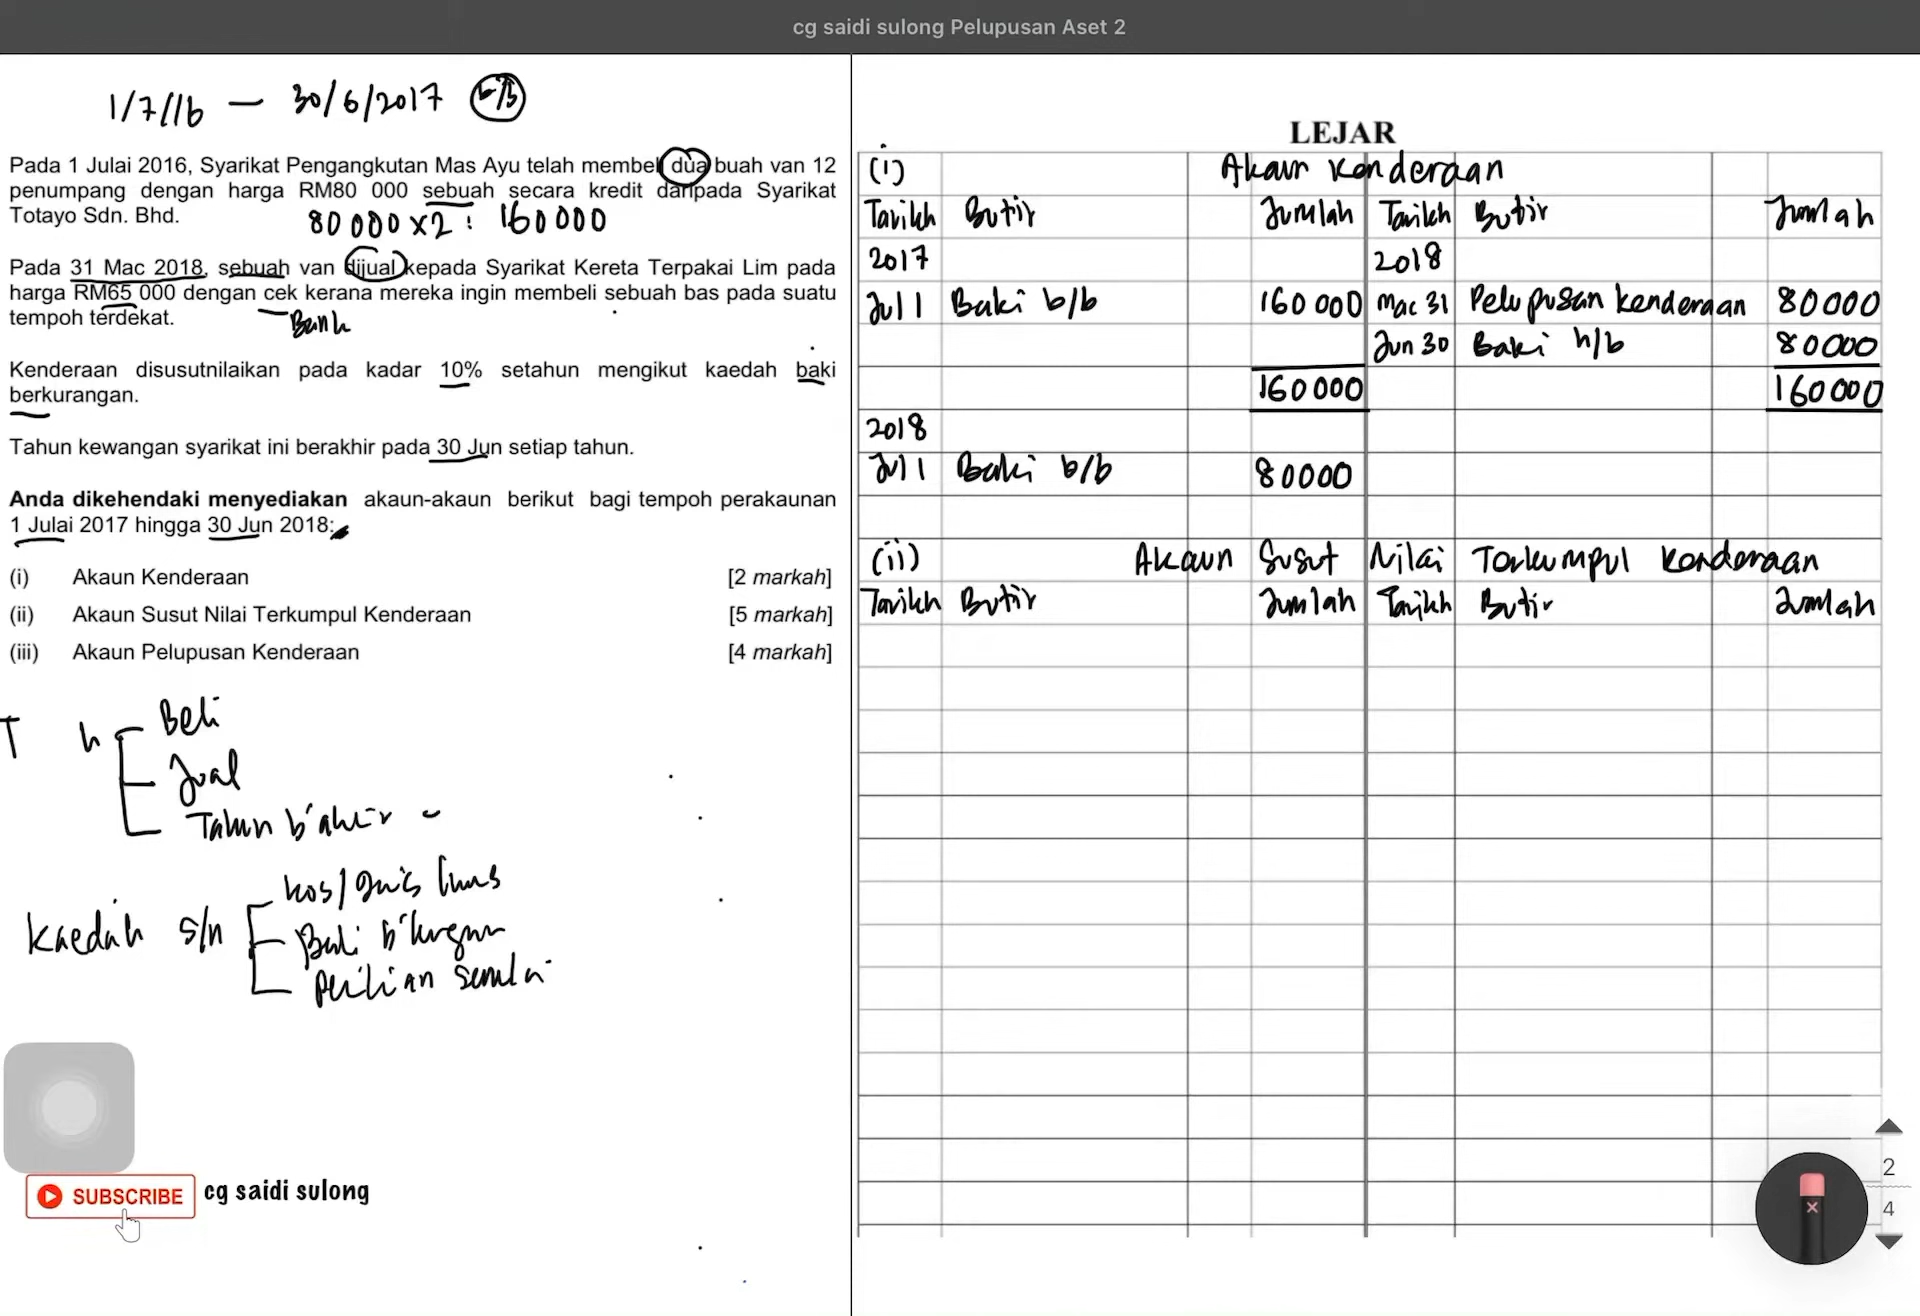 cg saidi sulong Pelupusan Aset 2
1/7/16 – 30/6/2017 b/b
Pada 1 Julai 2016, Syarikat Pengangkutan Mas Ayu telah membeli dua buah van 12
penumpang dengan harga RM80 000 sebuah secara kredit daripada Syarikat
Totayo Sdn. Bhd.
80 000 x 2 : 160 000
Pada 31 Mac 2018, sebuah van dijual kepada Syarikat Kereta Terpakai Lim pada
harga RM65 000 dengan cek kerana mereka ingin membeli sebuah bas pada suatu
tempoh terdekat.
Bank
Kenderaan disusutnilaikan pada kadar 10% setahun mengikut kaedah baki
berkurangan.
Tahun kewangan syarikat ini berakhir pada 30 Jun setiap tahun.
Anda dikehendaki menyediakan akaun-akaun berikut bagi tempoh perakaunan
1 Julai 2017 hingga 30 Jun 2018:
(i) Akaun Kenderaan [2 markah]
(ii) Akaun Susut Nilai Terkumpul Kenderaan [5 markah]
(iii) Akaun Pelupusan Kenderaan [4 markah]
T h Beli
Jual
Tahun b'akhir
Kaedah s/n kos/garis lurus
Baki b'kurgan
Penilaian semula
SUBSCRIBE cg saidi sulong
LEJAR
(i) Akaun Kenderaan
Tarikh Butir Jumlah Tarikh Butir Jumlah
2017 2018
Jul 1 Baki b/b 160 000 Mac 31 Pelupusan kenderaan 80000
Jun 30 Baki h/b 80000
160 000 160 000
2018
Jul 1 Baki b/b 80000
(ii) Akaun Susut Nilai Terkumpul Kenderaan
Tarikh Butir Jumlah Tarikh Butir Jumlah
2
4